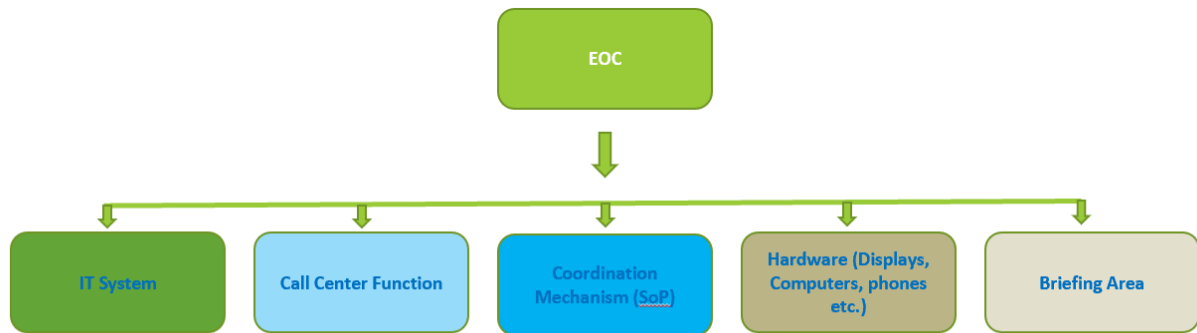 EOC
IT System
Call Center Function
Coordination
Mechanism (SoP)
Hardware (Displays,
Computers, phones
etc.)
Briefing Area